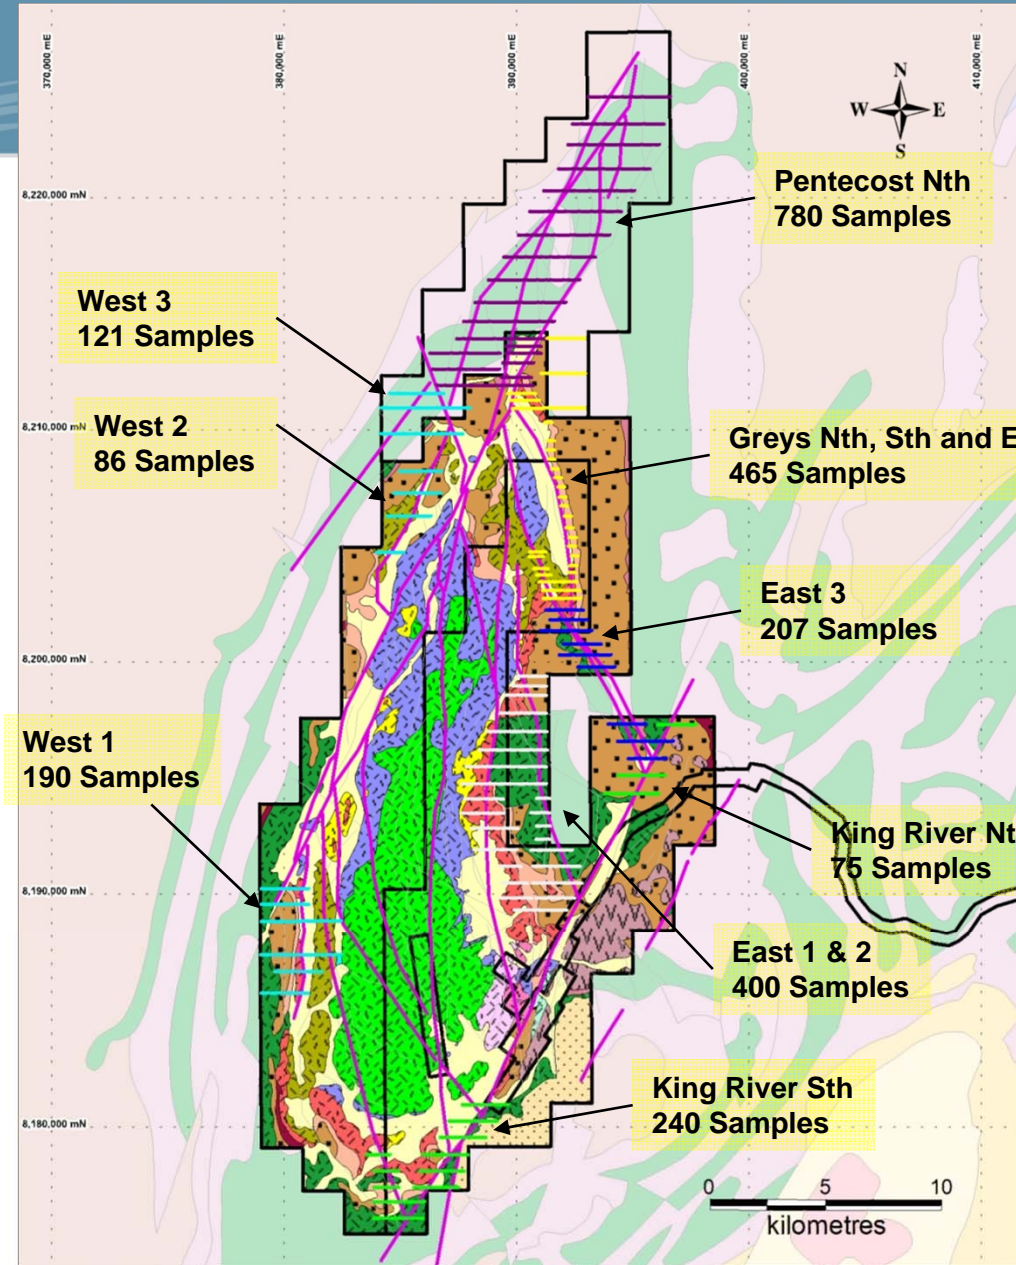 370,000 mE
380,000 mE
390,000 mE
400,000 mE
410,000 mE
N
W E
S
8,220,000 mN
Pentecost Nth
780 Samples
West 3
121 Samples
West 2
86 Samples
8,210,000 mN
Greys Nth, Sth and E
465 Samples
East 3
207 Samples
8,200,000 mN
West 1
190 Samples
King River Nt
75 Samples
8,190,000 mN
East 1 & 2
400 Samples
King River Sth
240 Samples
8,180,000 mN
0 5 10
kilometres